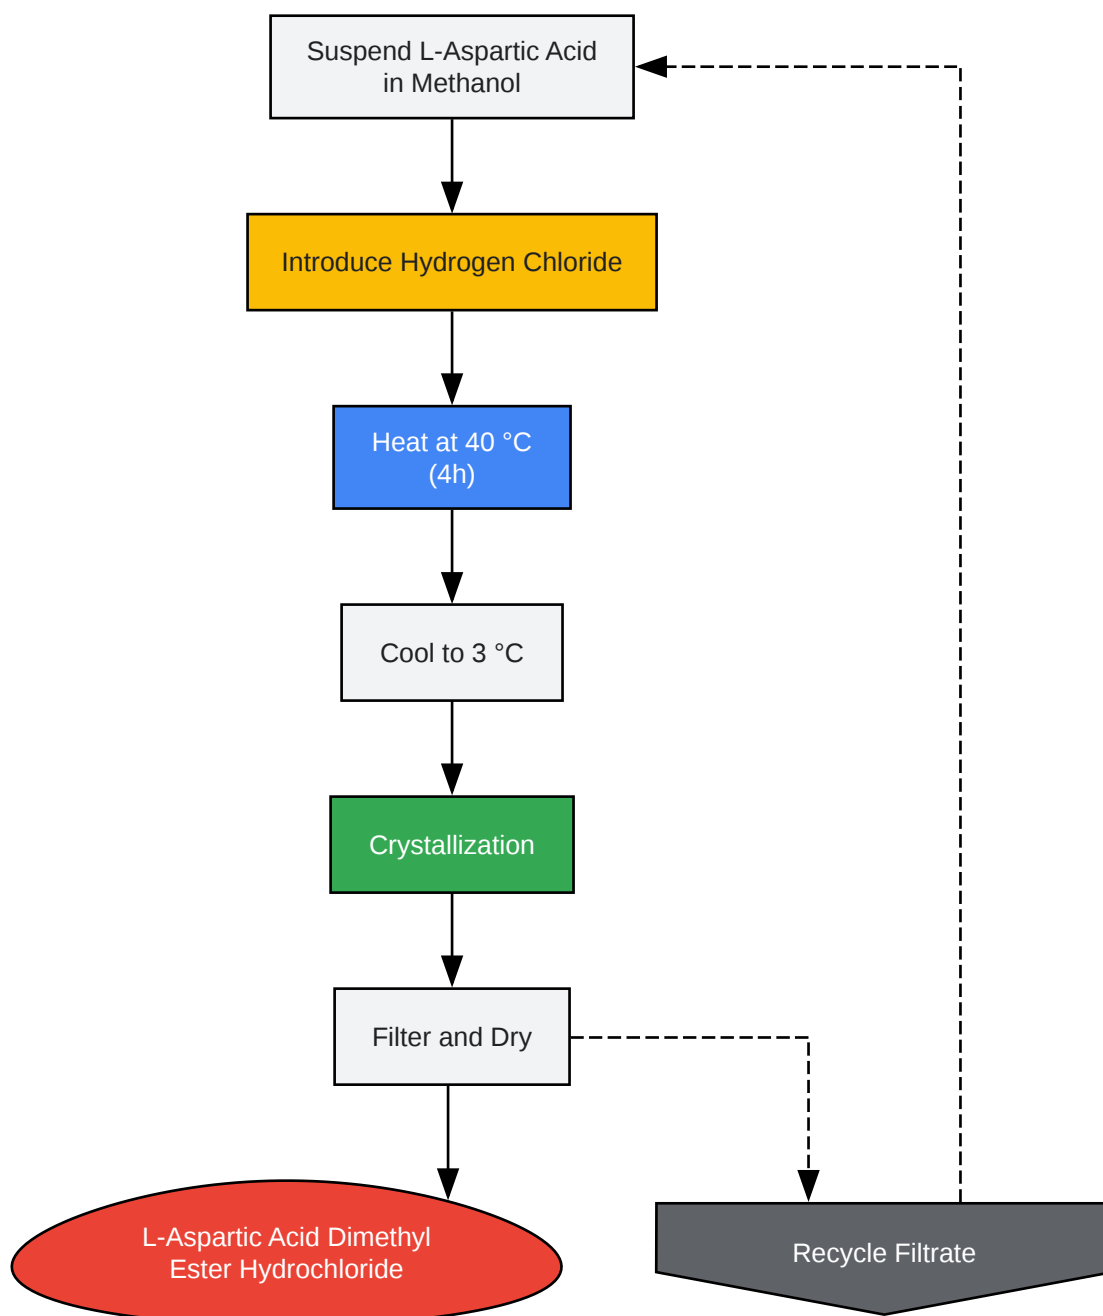 Suspend L-Aspartic Acid
in Methanol
Introduce Hydrogen Chloride
Heat at 40 °C
(4h)
Cool to 3 °C
Crystallization
Filter and Dry
L-Aspartic Acid Dimethyl
Ester Hydrochloride
Recycle Filtrate